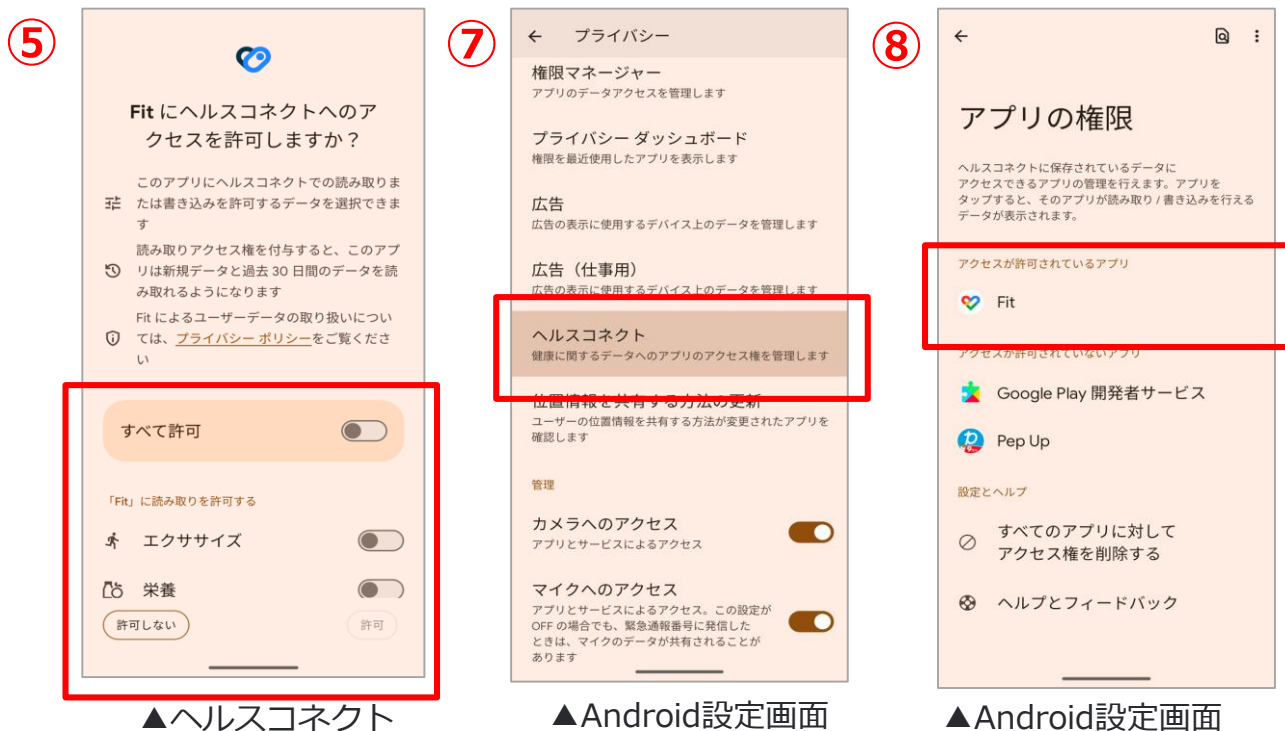 ⑤
Fit にヘルスコネクトへのア
クセスを許可しますか？
このアプリにヘルスコネクトでの読み取りま
たは書き込みを許可するデータを選択できま
す
読み取りアクセス権を付与すると、このアプ
リは新規データと過去 30 日間のデータを読
み取れるようになります
Fit によるユーザーデータの取り扱いについ
ては、プライバシー ポリシーをご覧くださ
い
すべて許可
「Fit」に読み取りを許可する
エクササイズ
栄養
許可しない
許可
▲ヘルスコネクト
⑦
プライバシー
権限マネージャー
アプリのデータアクセスを管理します
プライバシー ダッシュボード
権限を最近使用したアプリを表示します
広告
広告の表示に使用するデバイス上のデータを管理します
広告（仕事用）
広告の表示に使用するデバイス上のデータを管理します
ヘルスコネクト
健康に関するデータへのアプリのアクセス権を管理します
位置情報を共有する方法の更新
ユーザーの位置情報を共有する方法が変更されたアプリを
確認します
管理
カメラへのアクセス
アプリとサービスによるアクセス
マイクへのアクセス
アプリとサービスによるアクセス。この設定が
OFF の場合でも、緊急通報番号に発信した
ときは、マイクのデータが共有されることが
あります
▲Android設定画面
⑧
アプリの権限
ヘルスコネクトに保存されているデータに
アクセスできるアプリの管理を行えます。アプリを
タップすると、そのアプリが読み取り / 書き込みを行える
データが表示されます。
アクセスが許可されているアプリ
Fit
アクセスが許可されていないアプリ
Google Play 開発者サービス
Pep Up
設定とヘルプ
すべてのアプリに対して
アクセス権を削除する
ヘルプとフィードバック
▲Android設定画面